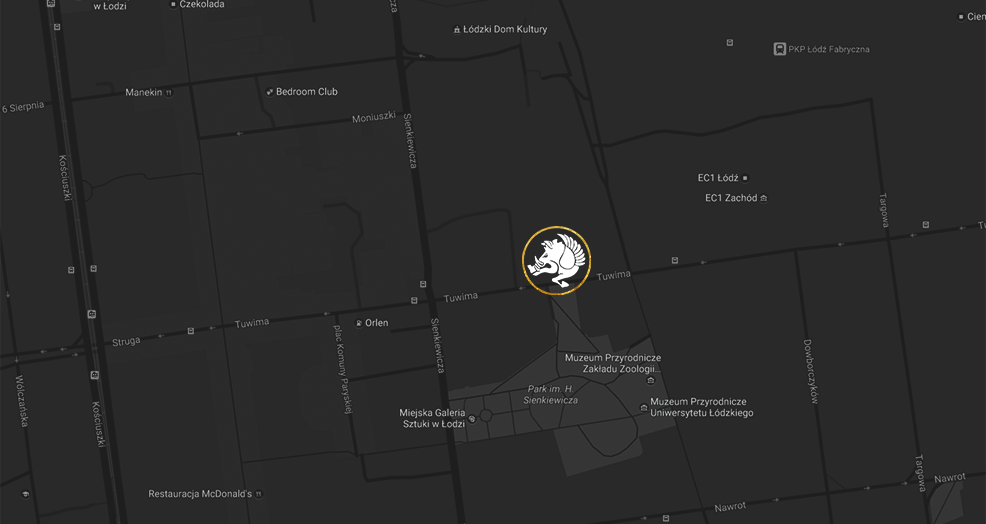 w Łodzi
Czekolada
Łódzki Dom Kultury
Cien
PKP Łódź Fabryczna
Manekin
Bedroom Club
6 Sierpnia
Moniuszki
Sienkiewicza
Kościuszki
EC1 Łódź
EC1 Zachód
Targowa
Tuwima
Tuwima
Tuwima
Struga
Orlen
Sienkiewicza
plac Komuny Paryskiej
Dowborczyków
Muzeum Przyrodnicze
Zakładu Zoologii...
Park im. H.
Sienkiewicza
Muzeum Przyrodnicze
Uniwersytetu Łódzkiego
Miejska Galeria
Sztuki w Łodzi
Wólczańska
Kościuszki
Targowa
Nawrot
Nawrot
Restauracja McDonald's